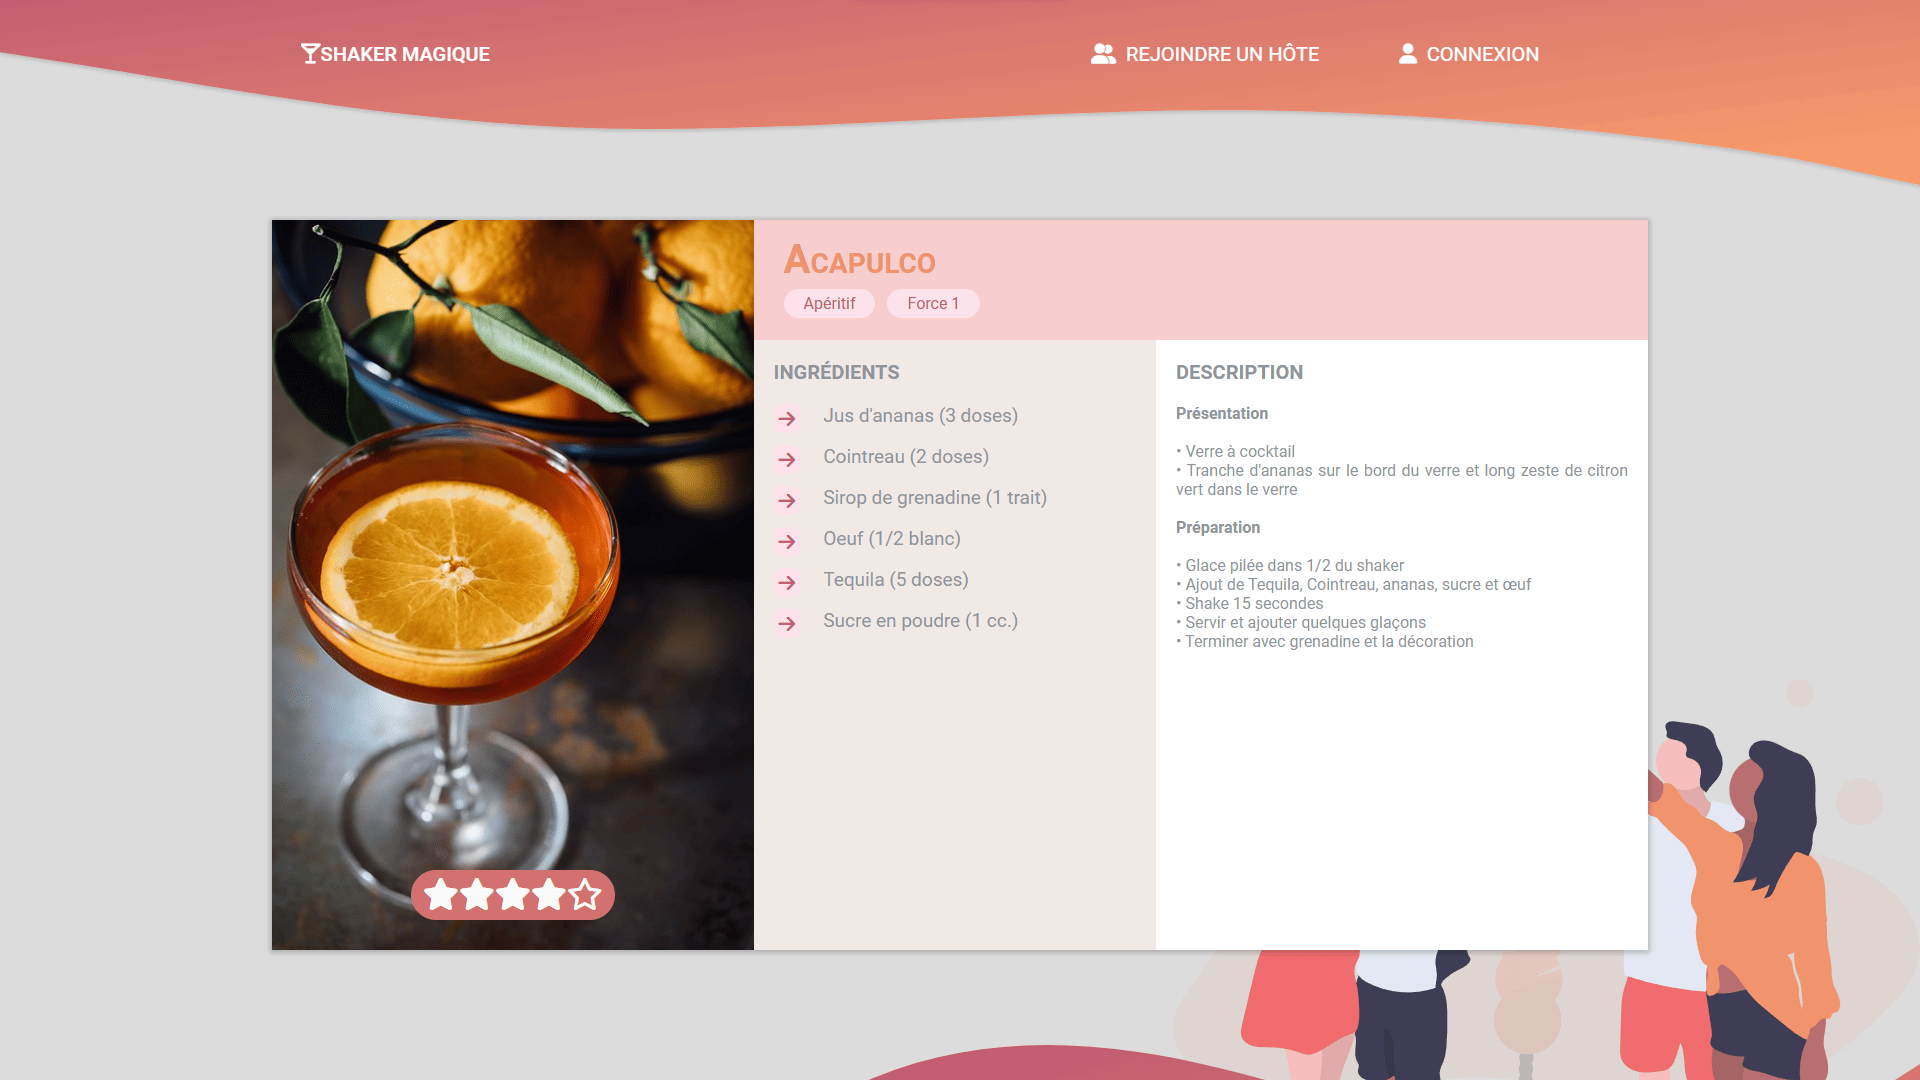 SHAKER MAGIQUE
REJOINDRE UN HÔTE
CONNEXION
Acapulco
Apéritif
Force 1
INGRÉDIENTS
Jus d'ananas (3 doses)
Cointreau (2 doses)
Sirop de grenadine (1 trait)
Oeuf (1/2 blanc)
Tequila (5 doses)
Sucre en poudre (1 cc.)
DESCRIPTION
Présentation
• Verre à cocktail
• Tranche d'ananas sur le bord du verre et long zeste de citron
vert dans le verre
Préparation
• Glace pilée dans 1/2 du shaker
• Ajout de Tequila, Cointreau, ananas, sucre et œuf
• Shake 15 secondes
• Servir et ajouter quelques glaçons
• Terminer avec grenadine et la décoration